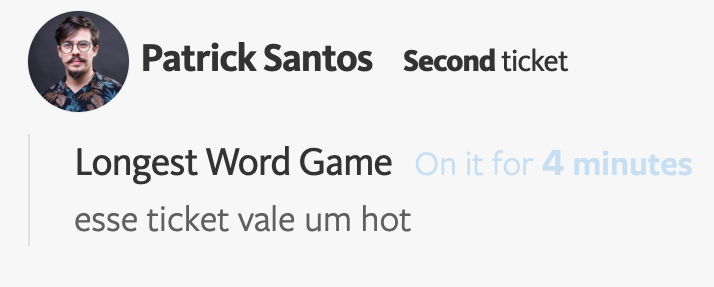 Patrick Santos Second ticket
Longest Word Game On it for 4 minutes
esse ticket vale um hot